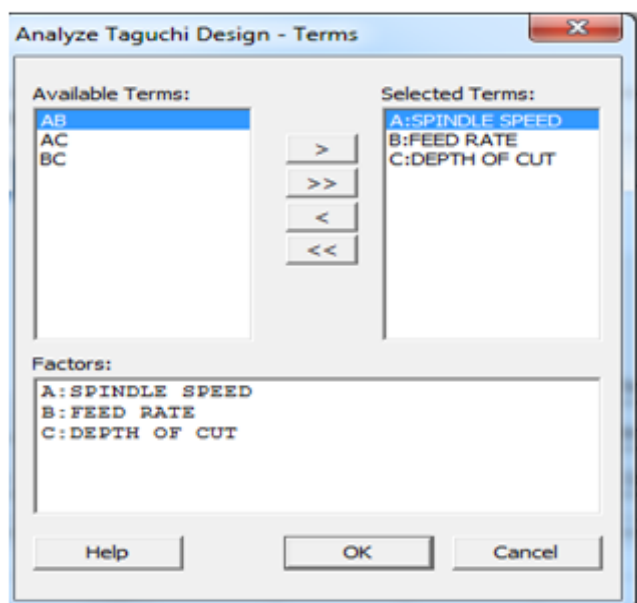 Analyze Taguchi Design - Terms
Available Terms:
AB
AC
BC
>
>>
<
<<
Selected Terms:
A:SPINDLE SPEED
B:FEED RATE
C:DEPTH OF CUT
Factors:
A:SPINDLE SPEED
B:FEED RATE
C:DEPTH OF CUT
Help
OK
Cancel